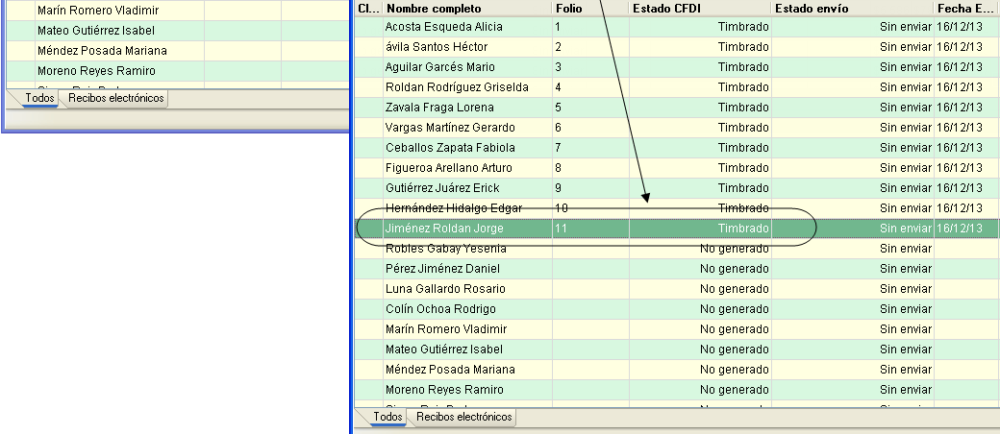 Marín Romero Vladimir
Mateo Gutiérrez Isabel
Méndez Posada Mariana
Moreno Reyes Ramiro
Todos Recibos electrónicos
Cl... Nombre completo Folio Estado CFDI Estado envío Fecha E...
Acosta Esqueda Alicia 1 Timbrado Sin enviar 16/12/13
ávila Santos Héctor 2 Timbrado Sin enviar 16/12/13
Aguilar Garcés Mario 3 Timbrado Sin enviar 16/12/13
Roldan Rodríguez Griselda 4 Timbrado Sin enviar 16/12/13
Zavala Fraga Lorena 5 Timbrado Sin enviar 16/12/13
Vargas Martínez Gerardo 6 Timbrado Sin enviar 16/12/13
Ceballos Zapata Fabiola 7 Timbrado Sin enviar 16/12/13
Figueroa Arellano Arturo 8 Timbrado Sin enviar 16/12/13
Gutiérrez Juárez Erick 9 Timbrado Sin enviar 16/12/13
Hernández Hidalgo Edgar 10 Timbrado Sin enviar 16/12/13
Jiménez Roldan Jorge 11 Timbrado Sin enviar 16/12/13
Robles Gabay Yesenia No generado Sin enviar
Pérez Jiménez Daniel No generado Sin enviar
Luna Gallardo Rosario No generado Sin enviar
Colín Ochoa Rodrigo No generado Sin enviar
Marín Romero Vladimir No generado Sin enviar
Mateo Gutiérrez Isabel No generado Sin enviar
Méndez Posada Mariana No generado Sin enviar
Moreno Reyes Ramiro No generado Sin enviar
Todos Recibos electrónicos